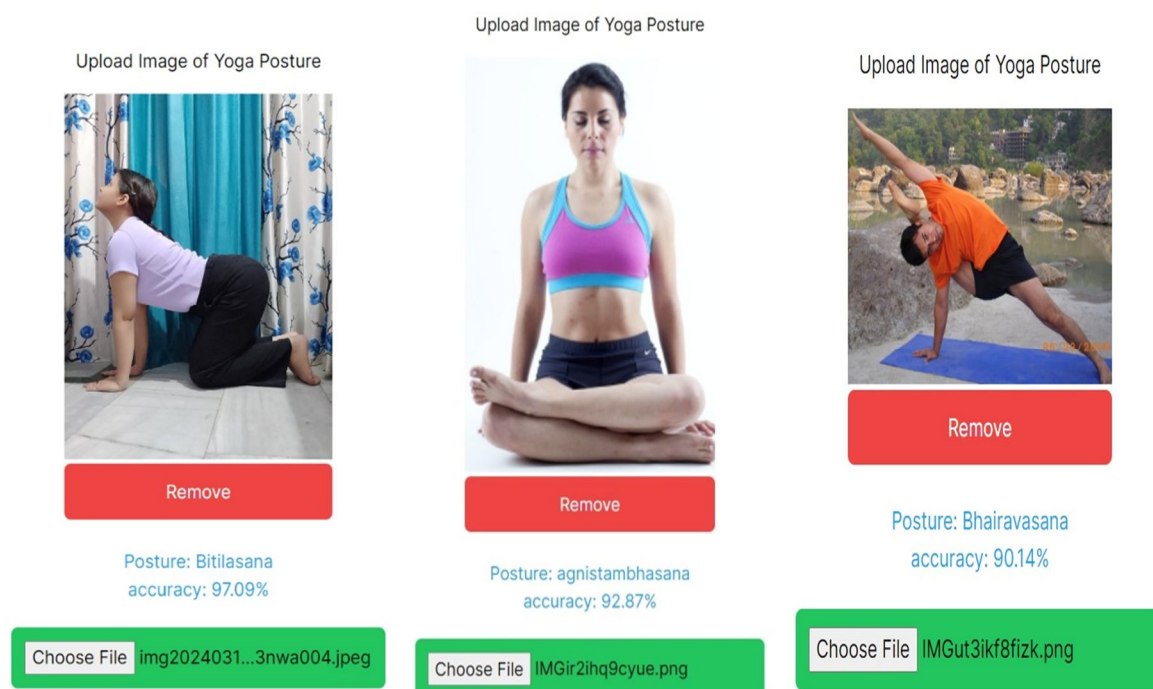 Upload Image of Yoga Posture
Remove
Posture: Bitilasana
accuracy: 97.09%
Choose File img2024031...3nwa004.jpeg
Upload Image of Yoga Posture
Remove
Posture: agnistambhasana
accuracy: 92.87%
Choose File IMGir2ihq9cyue.png
Upload Image of Yoga Posture
Remove
Posture: Bhairavasana
accuracy: 90.14%
Choose File IMGut3ikf8fizk.png